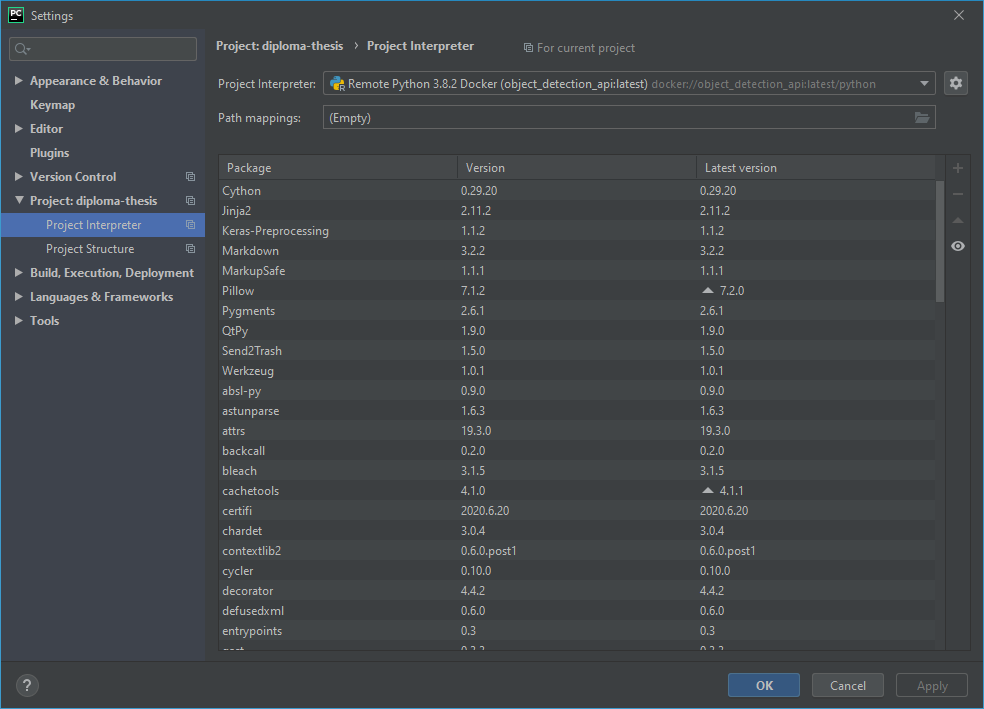 PC Settings
Project: diploma-thesis › Project Interpreter For current project
Appearance & Behavior
Keymap
Editor
Plugins
Version Control
Project: diploma-thesis
Project Interpreter
Project Structure
Build, Execution, Deployment
Languages & Frameworks
Tools
Project Interpreter: Remote Python 3.8.2 Docker (object_detection_api:latest) docker://object_detection_api:latest/python
Path mappings: (Empty)
Package Version Latest version
Cython 0.29.20 0.29.20
Jinja2 2.11.2 2.11.2
Keras-Preprocessing 1.1.2 1.1.2
Markdown 3.2.2 3.2.2
MarkupSafe 1.1.1 1.1.1
Pillow 7.1.2 7.2.0
Pygments 2.6.1 2.6.1
QtPy 1.9.0 1.9.0
Send2Trash 1.5.0 1.5.0
Werkzeug 1.0.1 1.0.1
absl-py 0.9.0 0.9.0
astunparse 1.6.3 1.6.3
attrs 19.3.0 19.3.0
backcall 0.2.0 0.2.0
bleach 3.1.5 3.1.5
cachetools 4.1.0 4.1.1
certifi 2020.6.20 2020.6.20
chardet 3.0.4 3.0.4
contextlib2 0.6.0.post1 0.6.0.post1
cycler 0.10.0 0.10.0
decorator 4.4.2 4.4.2
defusedxml 0.6.0 0.6.0
entrypoints 0.3 0.3
? OK Cancel Apply